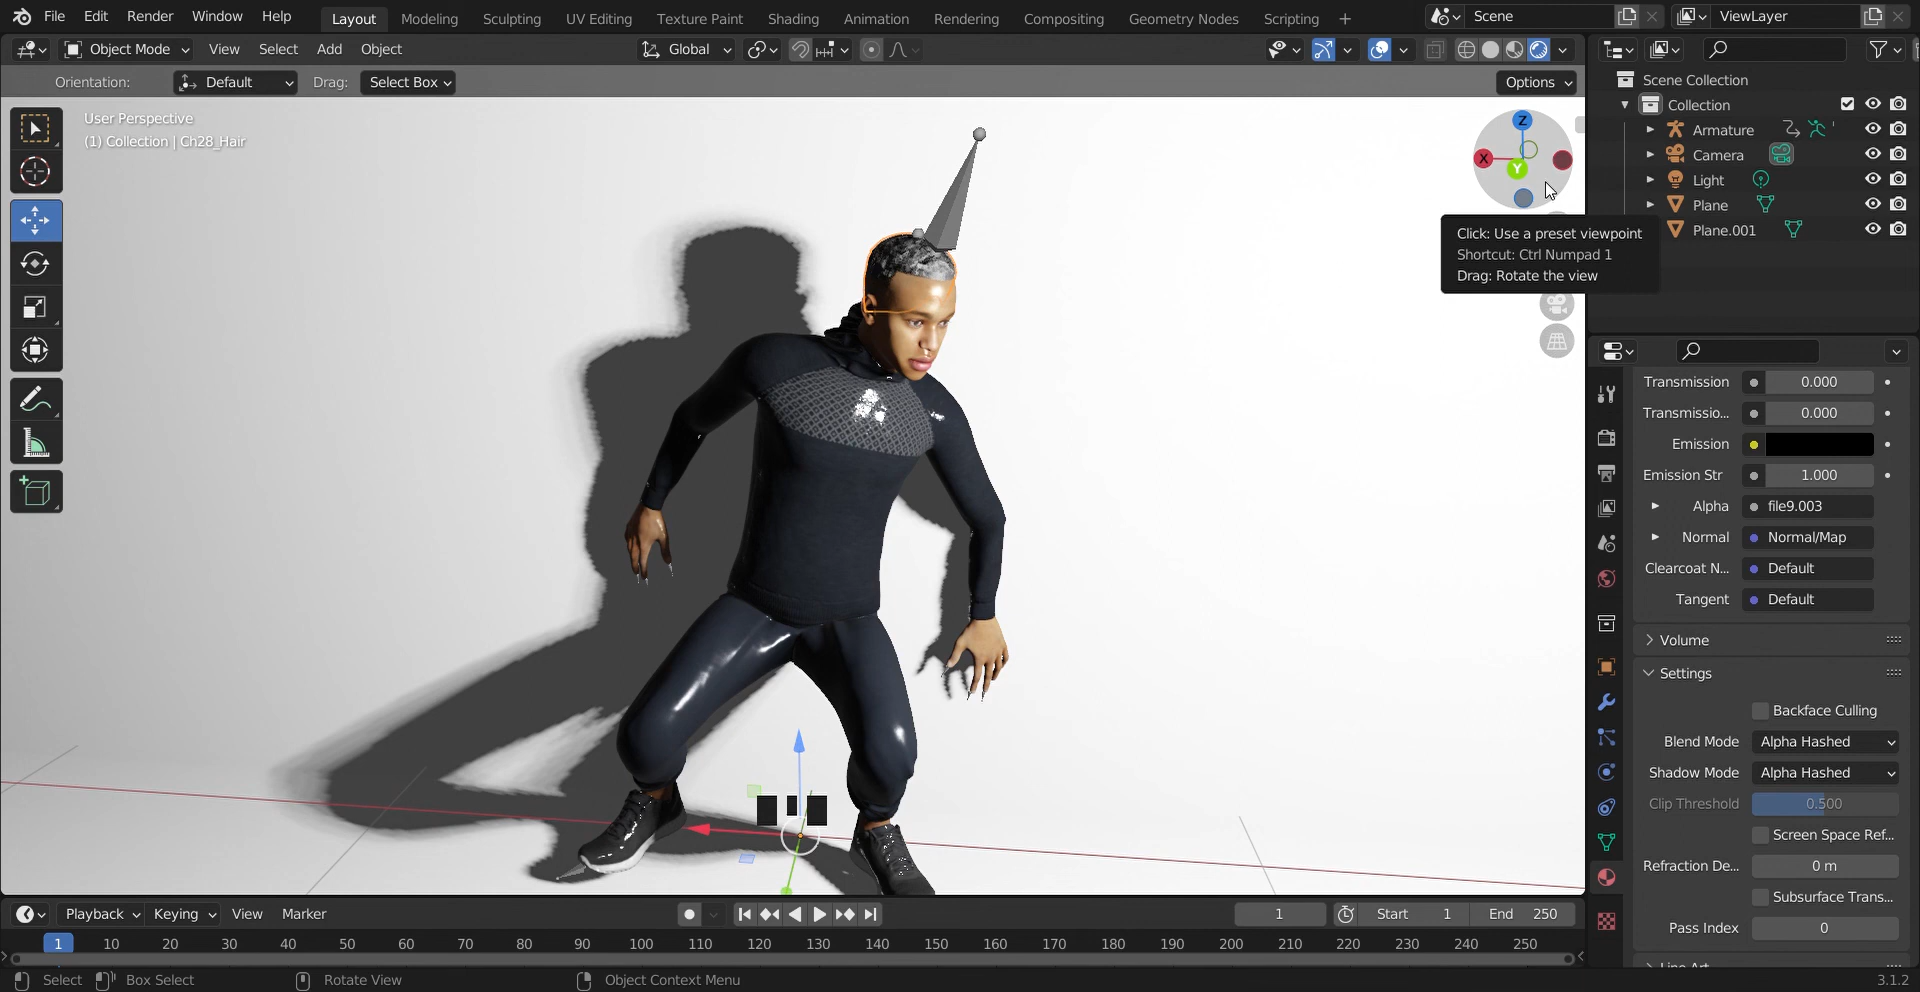 File Edit Render Window Help Layout Modeling Sculpting UV Editing Texture Paint Shading Animation Rendering Compositing Geometry Nodes Scripting + Scene ViewLayer
Object Mode View Select Add Object Global
Orientation: Default Drag: Select Box Options
User Perspective
(1) Collection | Ch28_Hair
Z
X
Y
Click: Use a preset viewpoint
Shortcut: Ctrl Numpad 1
Drag: Rotate the view
Scene Collection
Collection
Armature
Camera
Light
Plane
Plane.001
Transmission 0.000
Transmissio... 0.000
Emission
Emission Str 1.000
Alpha file9.003
Normal Normal/Map
Clearcoat N... Default
Tangent Default
Volume
Settings
Backface Culling
Blend Mode Alpha Hashed
Shadow Mode Alpha Hashed
Clip Threshold 0.500
Screen Space Ref...
Refraction De... 0 m
Subsurface Trans...
Pass Index 0
Line Art
Playback Keying View Marker 1 Start 1 End 250
1 10 20 30 40 50 60 70 80 90 100 110 120 130 140 150 160 170 180 190 200 210 220 230 240 250
Select Box Select Rotate View Object Context Menu 3.1.2